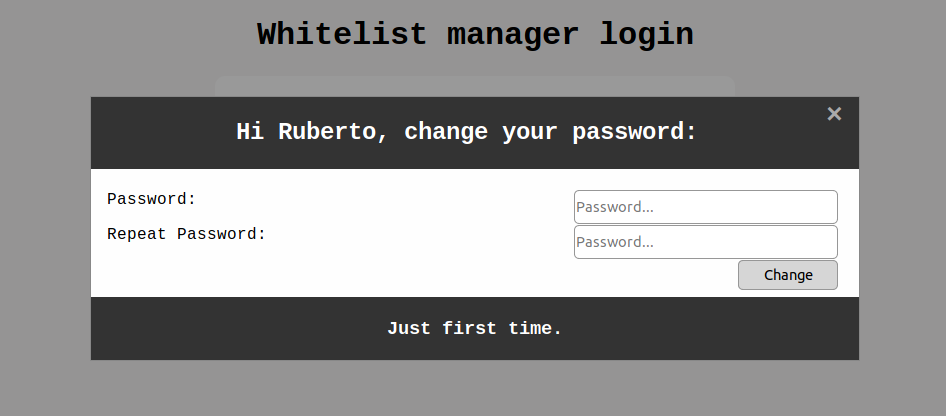 Whitelist manager login
×
Hi Ruberto, change your password:
Password:
Password...
Repeat Password:
Password...
Change
Just first time.